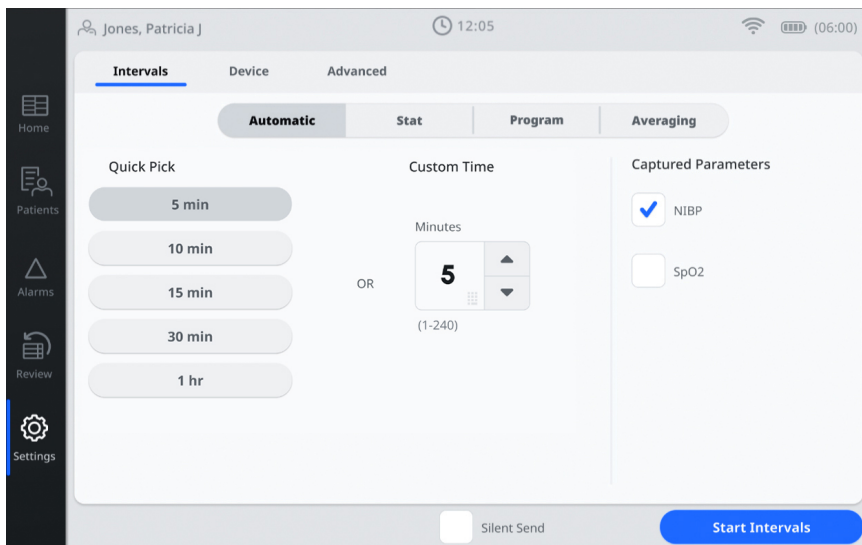 Jones, Patricia J
12:05
(06:00)
Intervals Device Advanced
Automatic Stat Program Averaging
Home
Patients
Alarms
Review
Settings
Quick Pick
5 min
10 min
15 min
30 min
1 hr
OR
Custom Time
Minutes
5
(1-240)
Captured Parameters
NIBP
SpO2
Silent Send
Start Intervals